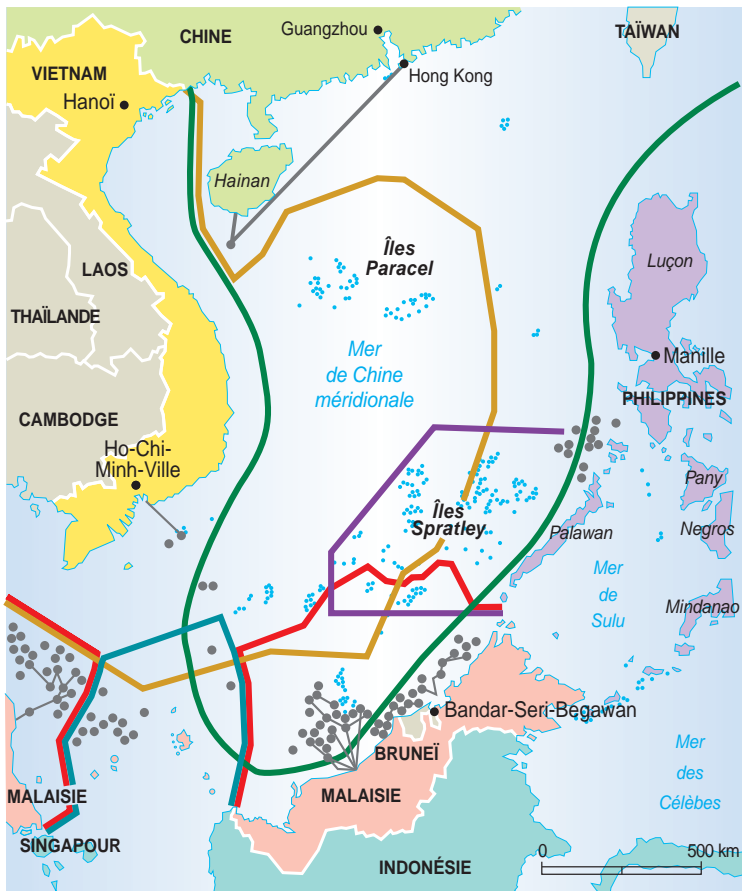 CHINE
Guangzhou
TAÏWAN
VIETNAM
Hong Kong
Hanoï
Hainan
Îles
Paracel
Luçon
LAOS
THAÏLANDE
Mer
de Chine
méridionale
Manille
PHILIPPINES
CAMBODGE
Ho-Chi-
Minh-Ville
Pany
Îles
Spratley
Palawan
Negros
Mer
de
Sulu
Mindanao
Bandar-Seri-Begawan
BRUNEÏ
Mer
des
Célèbes
MALAISIE
MALAISIE
SINGAPOUR
INDONÉSIE
0
500 km